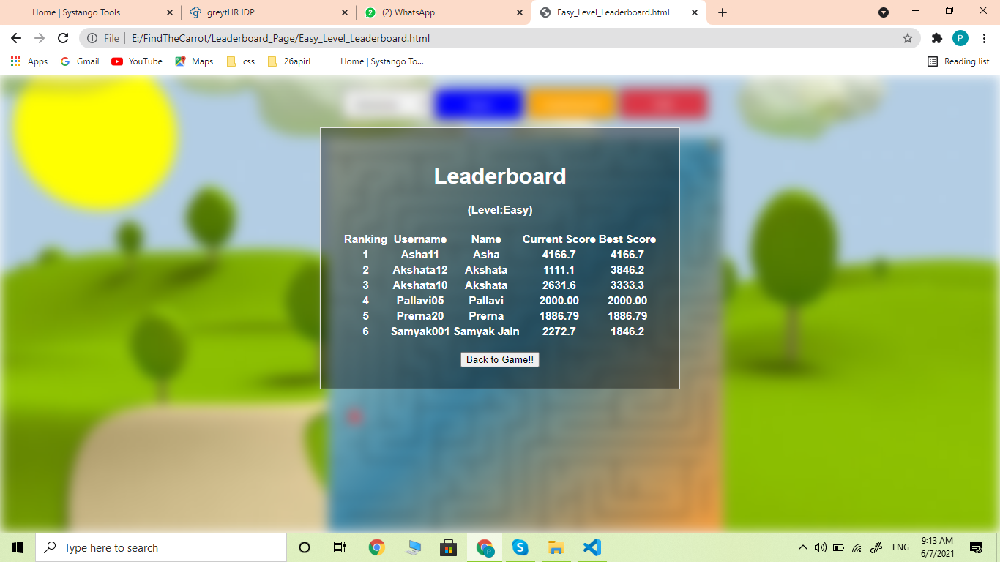 Home | Systango Tools
greytHR IDP
2
(2) WhatsApp
Easy_Level_Leaderboard.html
File
E:/FindTheCarrot/Leaderboard_Page/Easy_Level_Leaderboard.html
P
Apps
Gmail
YouTube
Maps
css
26apirl
Home | Systango To...
Reading list
Leaderboard
(Level:Easy)
Ranking Username Name Current Score Best Score
1 Asha11 Asha 4166.7 4166.7
2 Akshata12 Akshata 1111.1 3846.2
3 Akshata10 Akshata 2631.6 3333.3
4 Pallavi05 Pallavi 2000.00 2000.00
5 Prerna20 Prerna 1886.79 1886.79
6 Samyak001 Samyak Jain 2272.7 1846.2
Back to Game!!
Type here to search
P
S
ENG
9:13 AM
6/7/2021